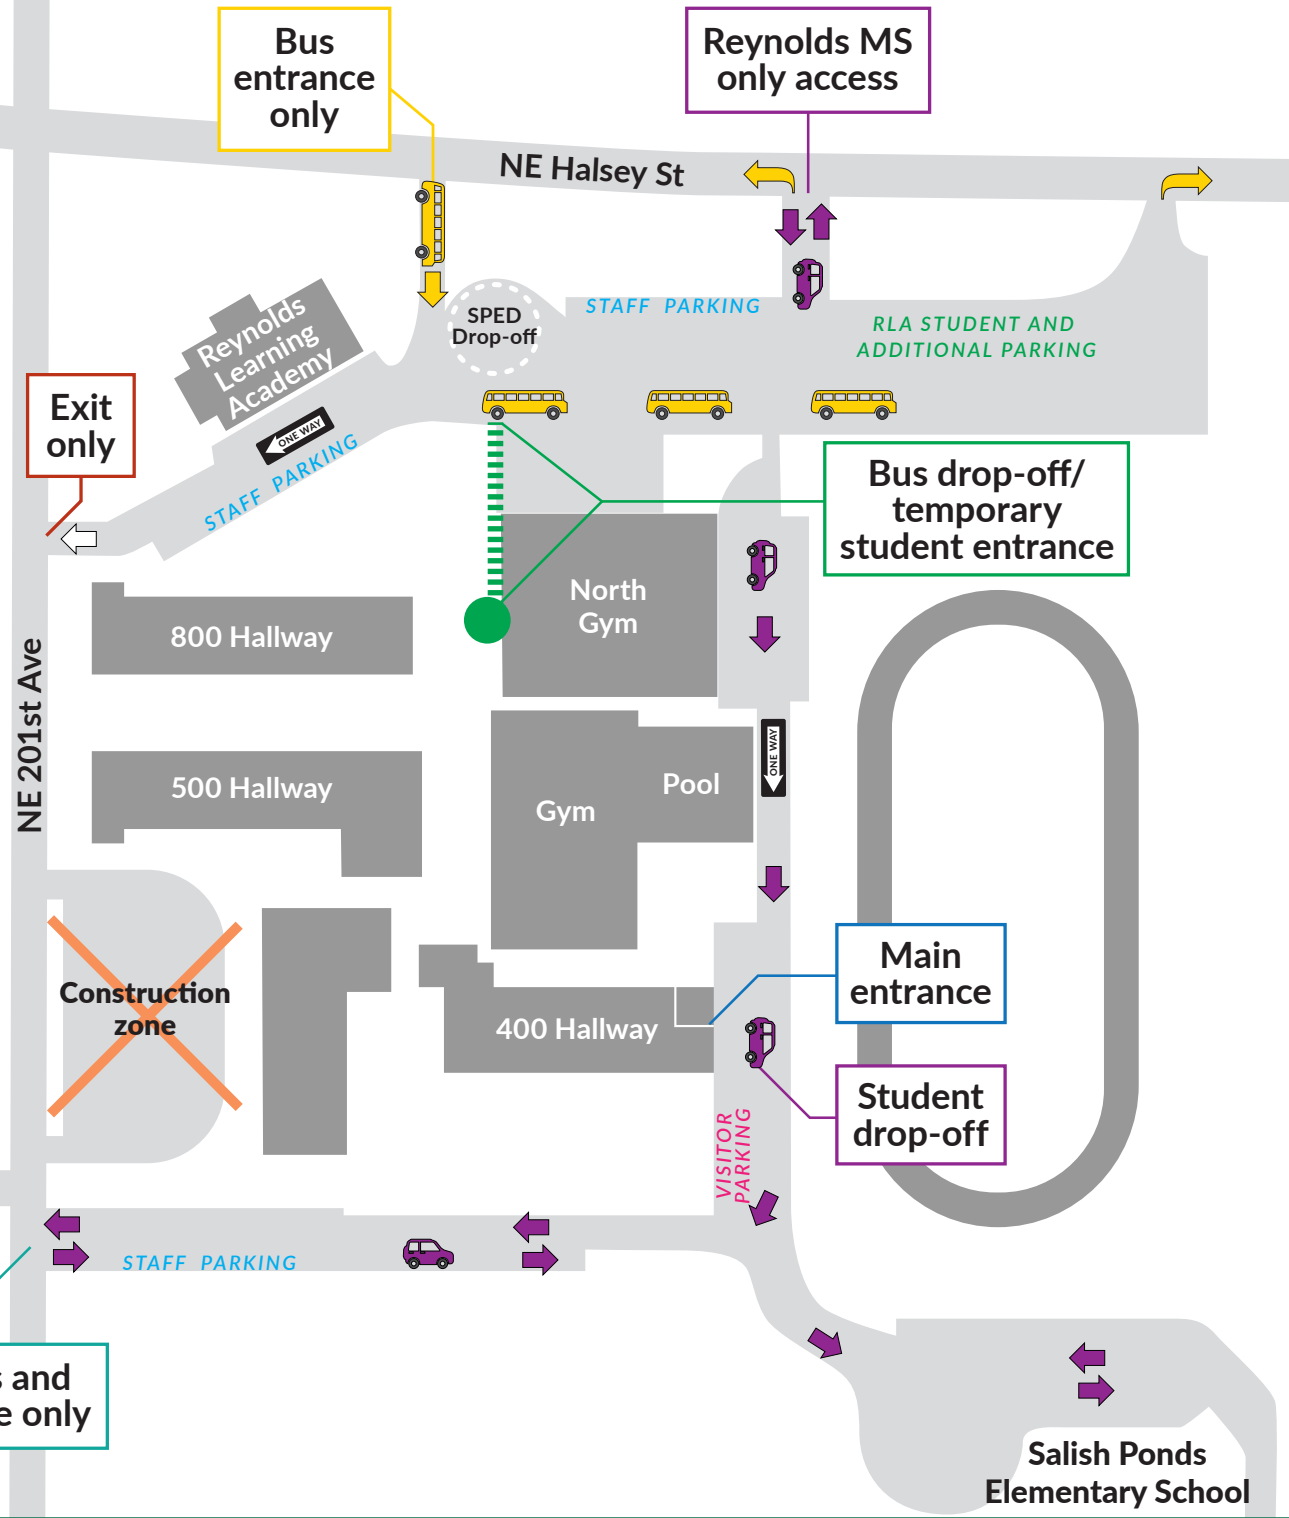 Bus
entrance
only
Reynolds MS
only access
NE Halsey St
SPED
Drop-off
STAFF PARKING
RLA STUDENT AND
ADDITIONAL PARKING
Reynolds
Learning
Academy
ONE WAY
STAFF PARKING
Exit
only
Bus drop-off/
temporary
student entrance
North
Gym
800 Hallway
NE 201st Ave
500 Hallway
Gym
Pool
ONE WAY
Construction
zone
400 Hallway
Main
entrance
Student
drop-off
VISITOR
PARKING
STAFF PARKING
s and
e only
Salish Ponds
Elementary School